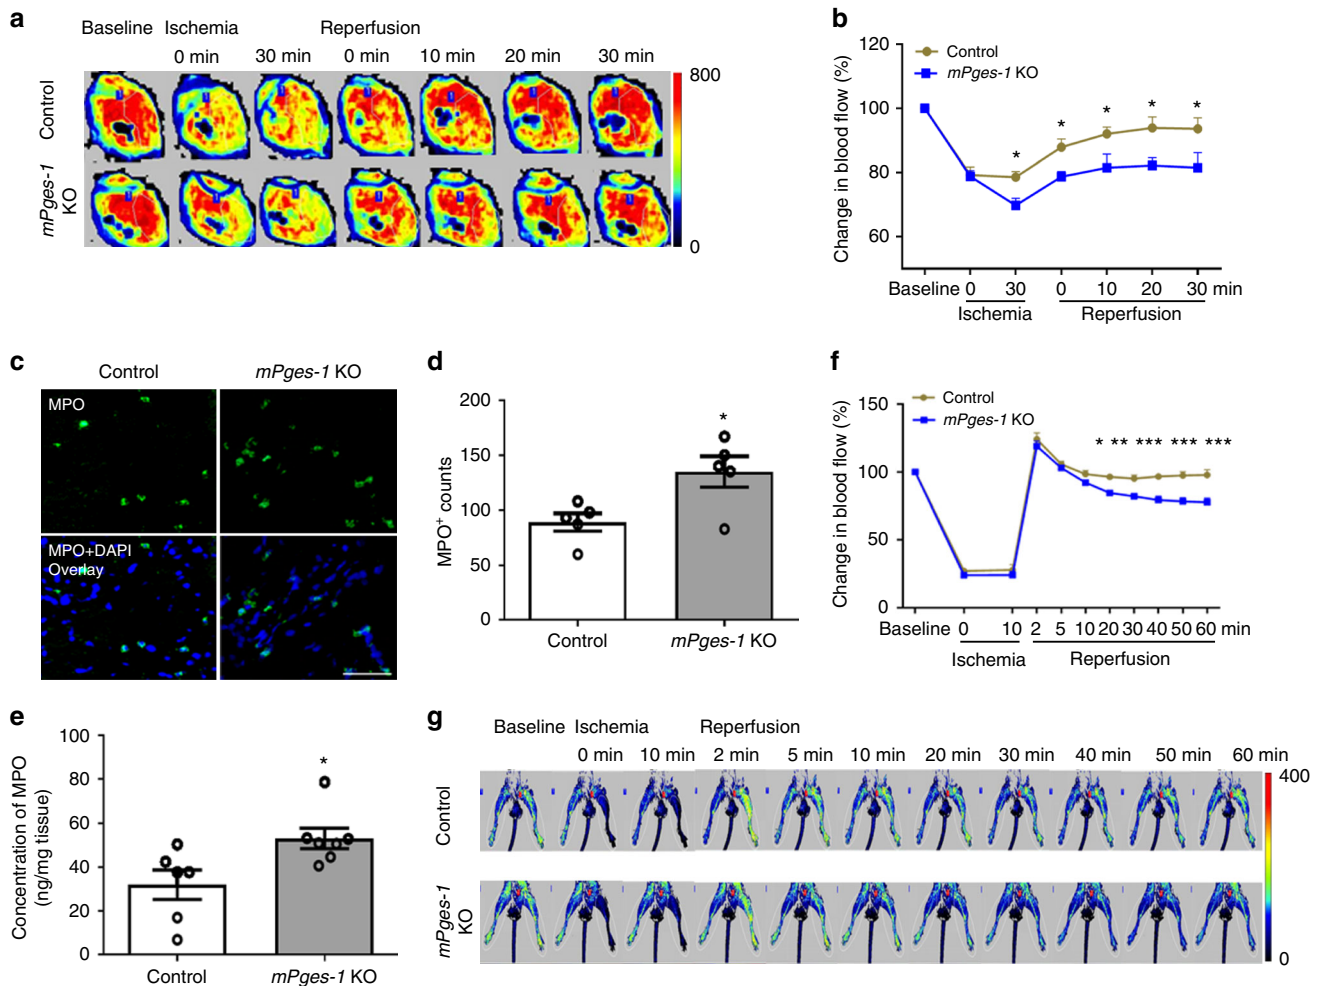 a
Baseline Ischemia Reperfusion
0 min 30 min 0 min 10 min 20 min 30 min
Control
mPges-1 KO
800
0
b
Control
mPges-1 KO
Change in blood flow (%)
120
100
80
60
* * * * *
Baseline 0 30 0 10 20 30 min
Ischemia Reperfusion
c
Control mPges-1 KO
MPO
MPO+DAPI
Overlay
d
MPO+ counts
200
150
100
50
0
*
Control mPges-1 KO
e
Concentration of MPO
(ng/mg tissue)
100
80
60
40
20
0
*
Control mPges-1 KO
f
Control
mPges-1 KO
Change in blood flow (%)
150
100
50
0
* ** *** *** ***
Baseline 0 10 2 5 10 20 30 40 50 60 min
Ischemia Reperfusion
g
Baseline Ischemia Reperfusion
0 min 10 min 2 min 5 min 10 min 20 min 30 min 40 min 50 min 60 min
Control
mPges-1
KO
400
0